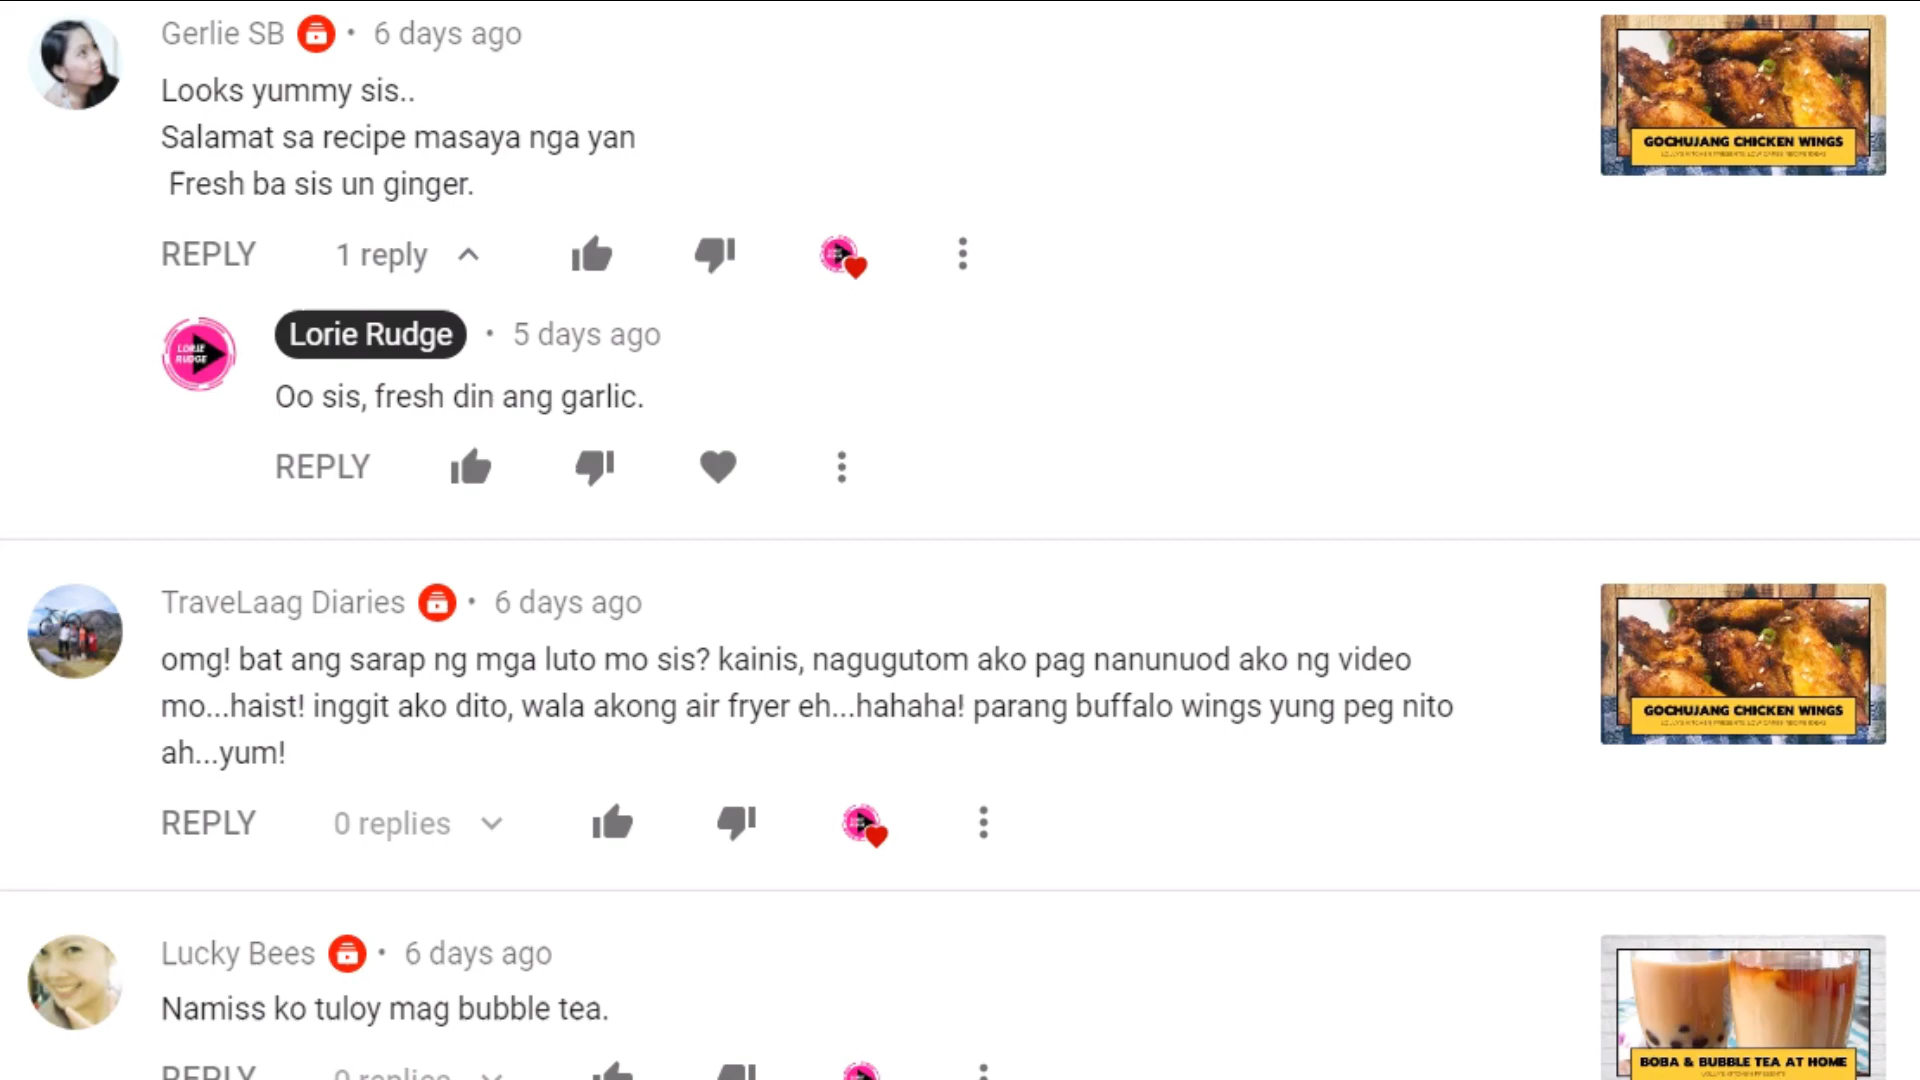 Gerlie SB • 6 days ago
Looks yummy sis..
Salamat sa recipe masaya nga yan
Fresh ba sis un ginger.
REPLY 1 reply
GOCHUJANG CHICKEN WINGS
LORIE RUDGE
Lorie Rudge • 5 days ago
Oo sis, fresh din ang garlic.
REPLY
TraveLaag Diaries • 6 days ago
omg! bat ang sarap ng mga luto mo sis? kainis, nagugutom ako pag nanunuod ako ng video
mo...haist! inggit ako dito, wala akong air fryer eh...hahaha! parang buffalo wings yung peg nito
ah...yum!
REPLY 0 replies
GOCHUJANG CHICKEN WINGS
Lucky Bees • 6 days ago
Namiss ko tuloy mag bubble tea.
REPLY 0 replies
BOBA & BUBBLE TEA AT HOME